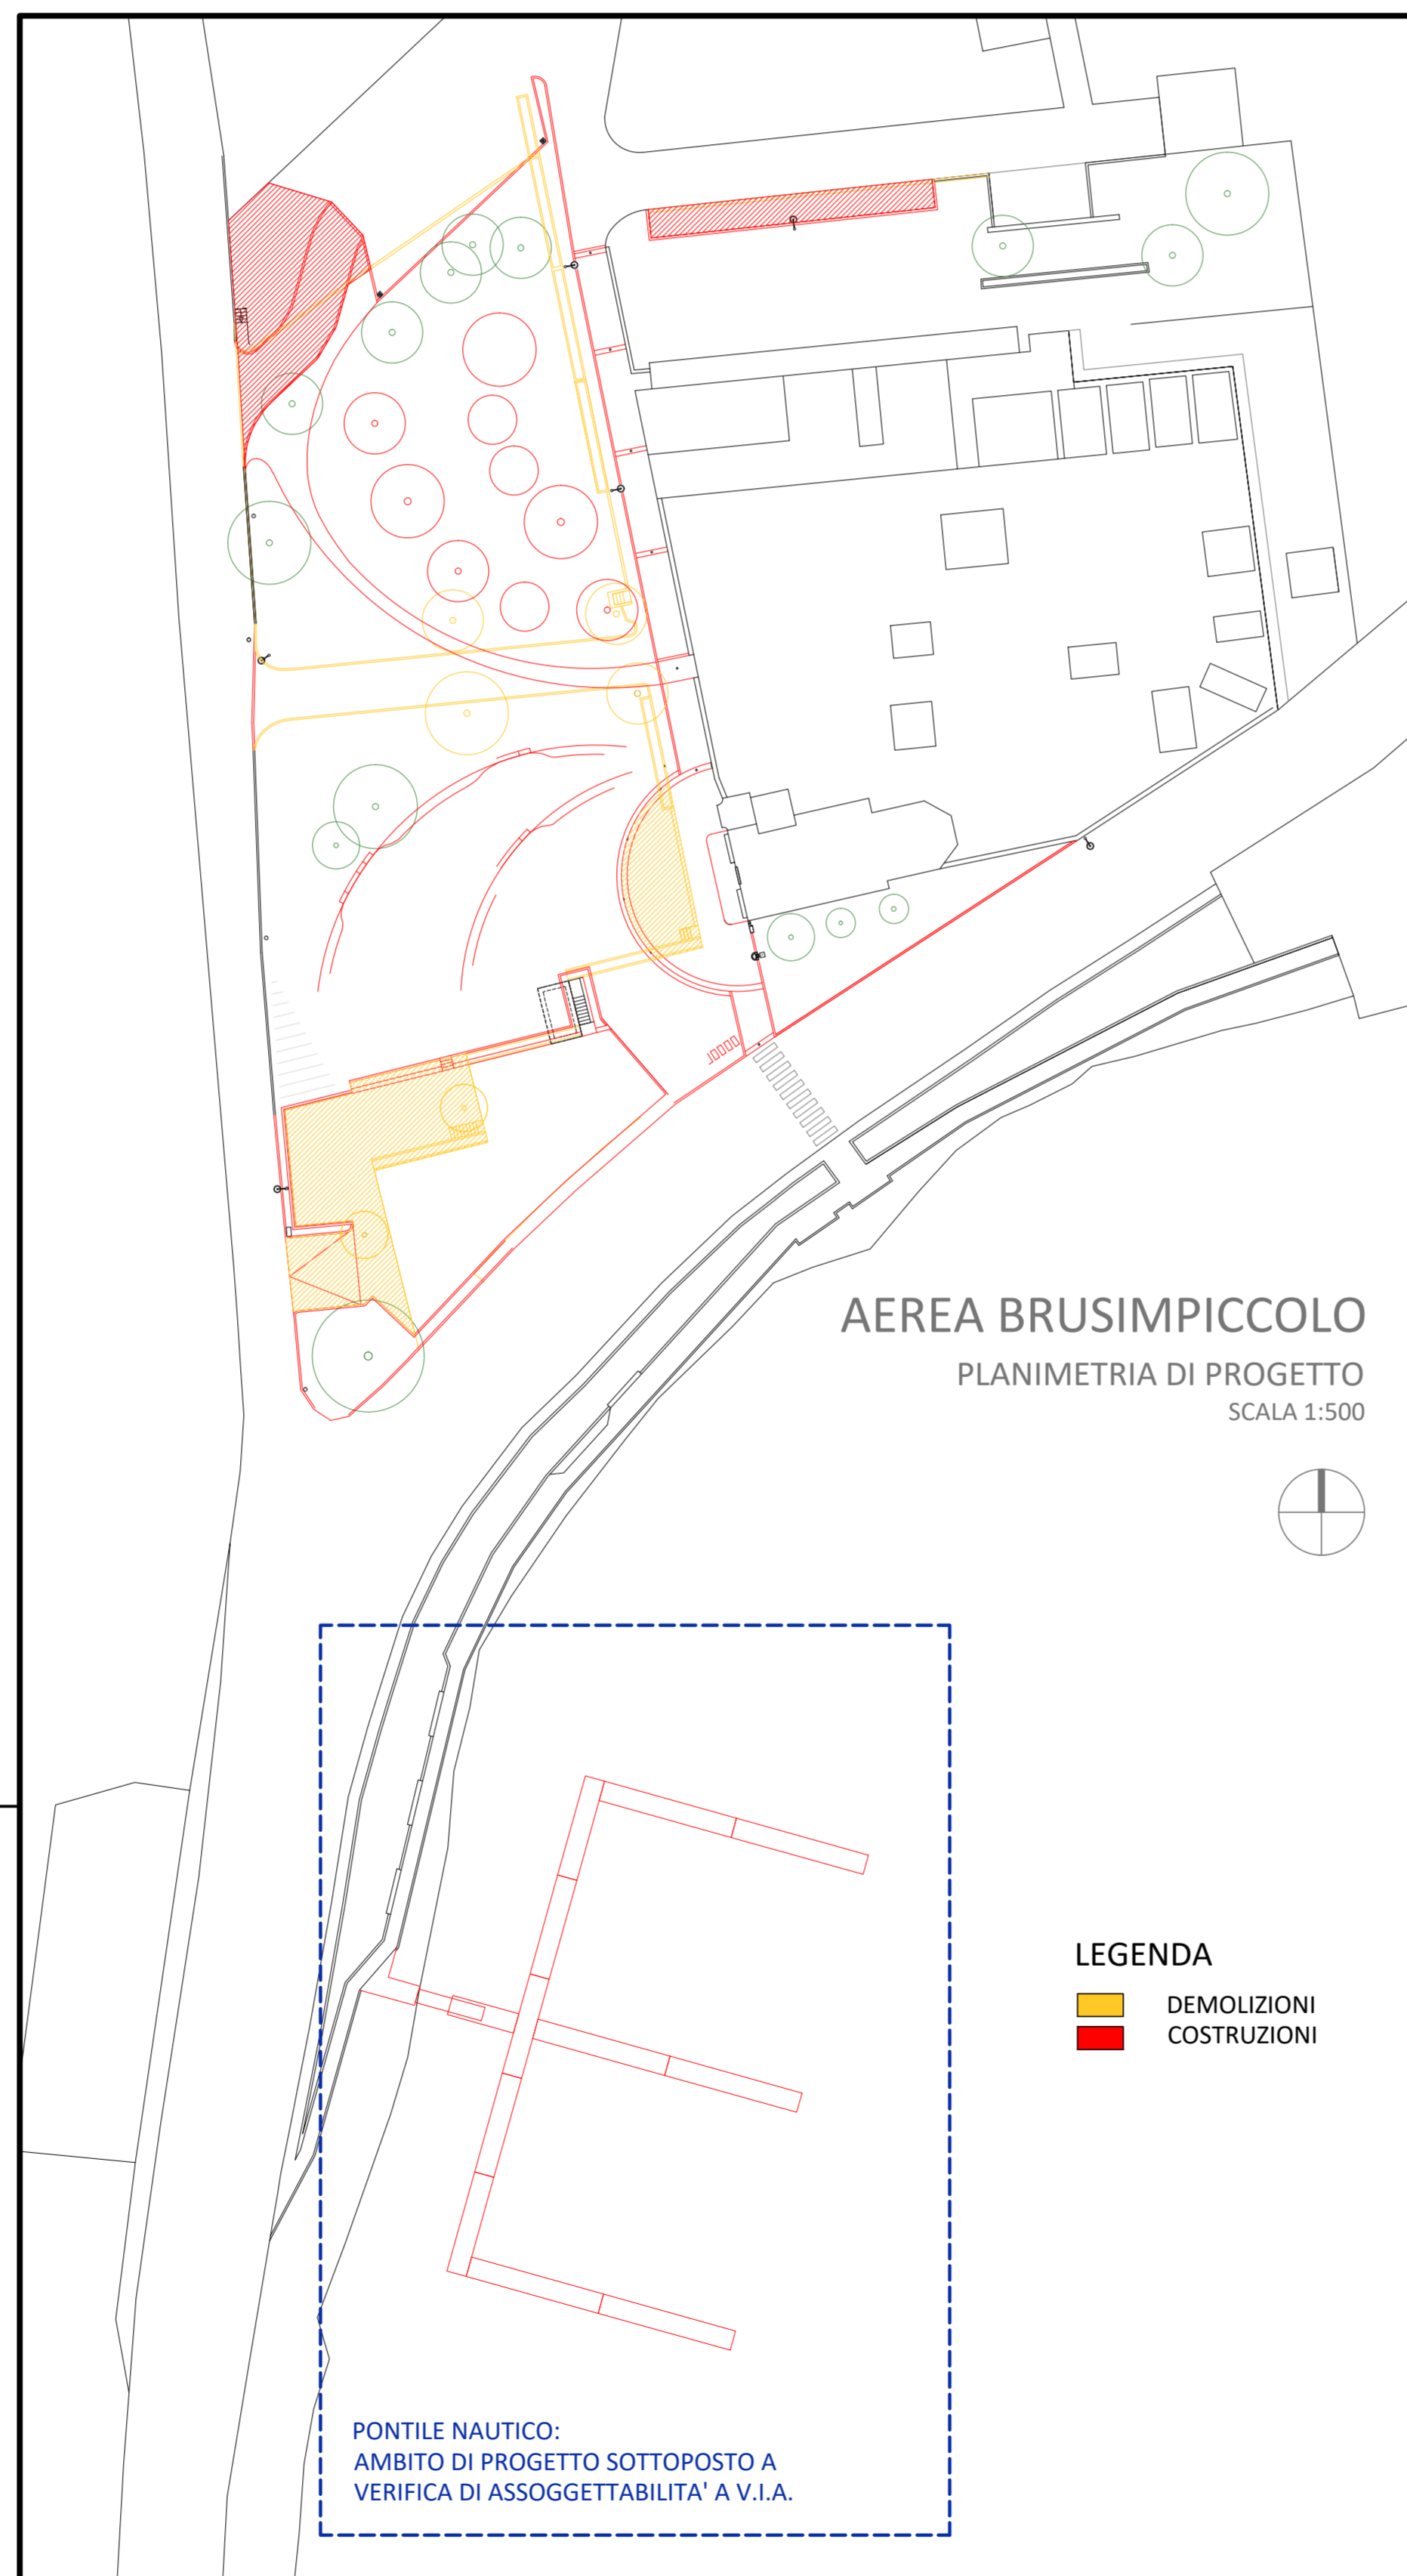 AEREA BRUSIMPICCOLO
PLANIMETRIA DI PROGETTO
SCALA 1:500
LEGENDA
DEMOLIZIONI
COSTRUZIONI
PONTILE NAUTICO:
AMBITO DI PROGETTO SOTTOPOSTO A
VERIFICA DI ASSOGGETTABILITA' A V.I.A.